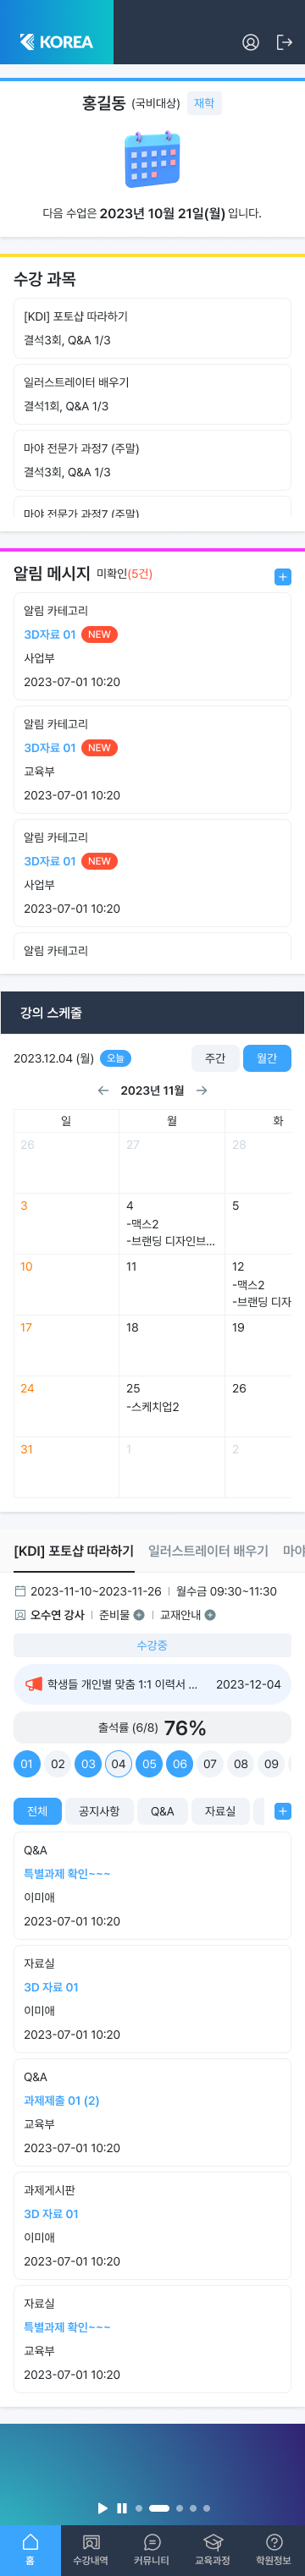 KOREA
홍길동 (국비대상) 재학
다음 수업은 2023년 10월 21일(월) 입니다.
수강 과목
[KDI] 포토샵 따라하기
결석3회, Q&A 1/3
일러스트레이터 배우기
결석1회, Q&A 1/3
마야 전문가 과정7 (주말)
결석3회, Q&A 1/3
마야 전문가 과정7 (주말)
알림 메시지 미확인(5건)
알림 카테고리
3D자료 01 NEW
사업부
2023-07-01 10:20
알림 카테고리
3D자료 01 NEW
교육부
2023-07-01 10:20
알림 카테고리
3D자료 01 NEW
사업부
2023-07-01 10:20
알림 카테고리
강의 스케줄
2023.12.04 (월) 오늘 주간 월간
2023년 11월
일 월 화
26 27 28
3 4 5
-맥스2
-브랜딩 디자인브...
10 11 12
-맥스2
-브랜딩 디자
17 18 19
24 25 26
-스케치업2
31 1 2
[KDI] 포토샵 따라하기 일러스트레이터 배우기 마야
2023-11-10~2023-11-26 월수금 09:30~11:30
오수연 강사 준비물 교재안내
수강중
학생들 개인별 맞춤 1:1 이력서 ... 2023-12-04
출석률 (6/8) 76%
01 02 03 04 05 06 07 08 09
전체 공지사항 Q&A 자료실
Q&A
특별과제 확인~~~
이미애
2023-07-01 10:20
자료실
3D 자료 01
이미애
2023-07-01 10:20
Q&A
과제제출 01 (2)
교육부
2023-07-01 10:20
과제게시판
3D 자료 01
이미애
2023-07-01 10:20
자료실
특별과제 확인~~~
교육부
2023-07-01 10:20
홈 수강내역 커뮤니티 교육과정 학원정보